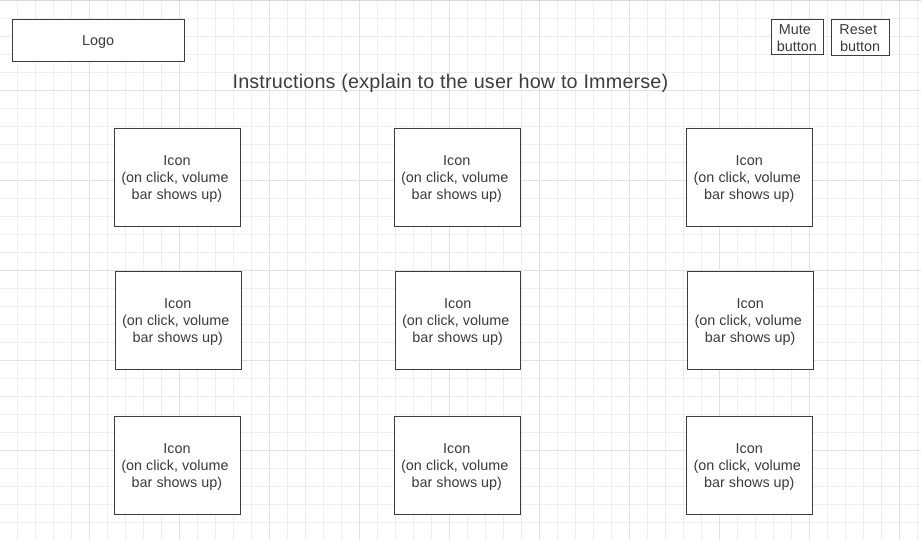 Logo
Mute
button
Reset
button
Instructions (explain to the user how to Immerse)
Icon
(on click, volume
bar shows up)
Icon
(on click, volume
bar shows up)
Icon
(on click, volume
bar shows up)
Icon
(on click, volume
bar shows up)
Icon
(on click, volume
bar shows up)
Icon
(on click, volume
bar shows up)
Icon
(on click, volume
bar shows up)
Icon
(on click, volume
bar shows up)
Icon
(on click, volume
bar shows up)